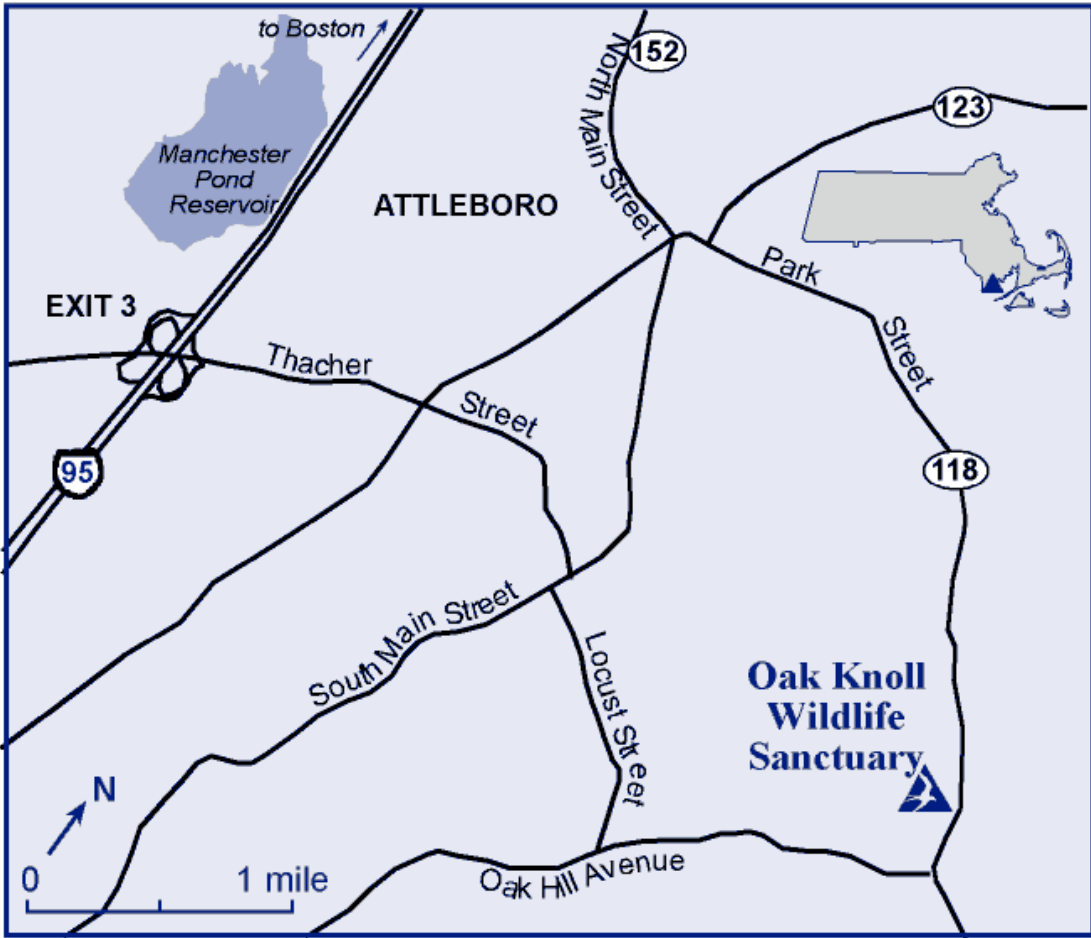 to Boston
152
North Main Street
123
Manchester
Pond
Reservoir
ATTLEBORO
Park
Street
EXIT 3
Thacher
Street
95
118
South Main Street
Locust Street
Oak Knoll
Wildlife
Sanctuary
N
0 1 mile
Oak Hill Avenue